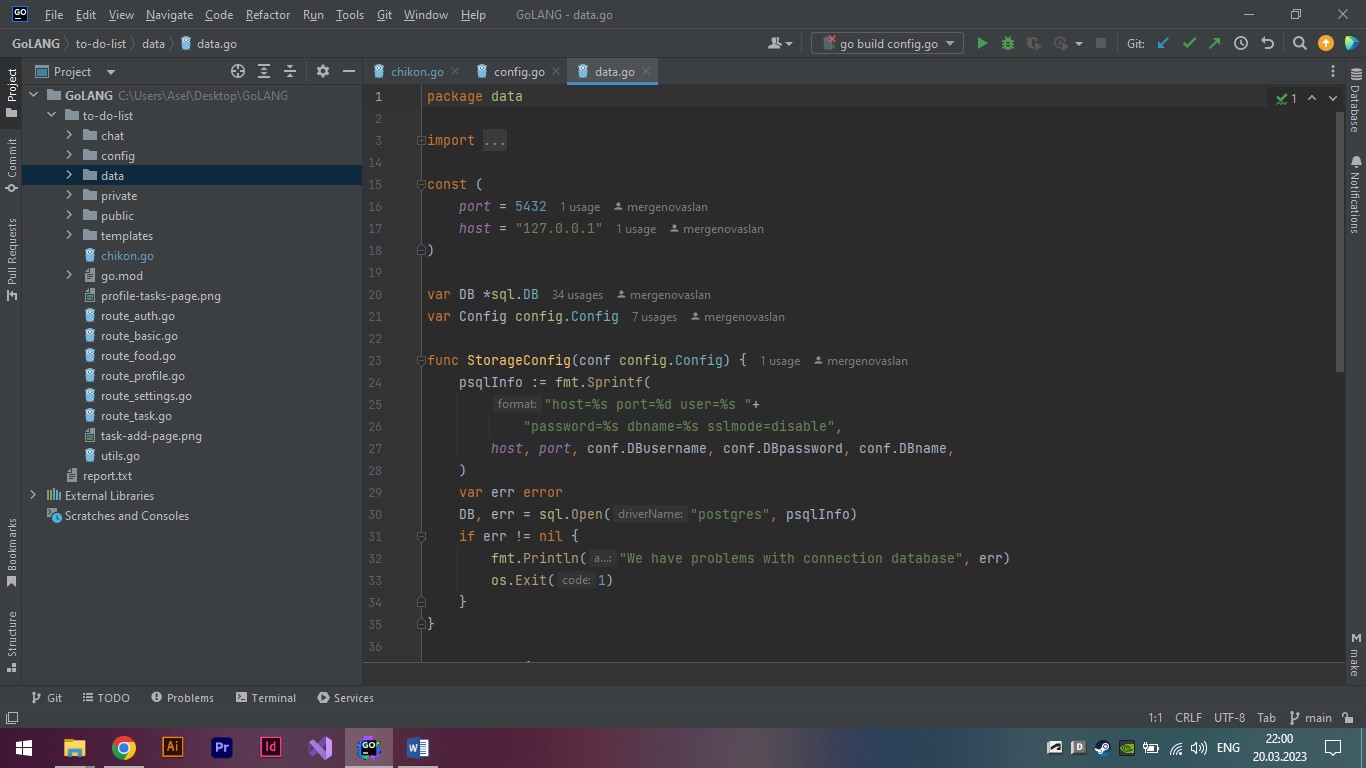 GO File Edit View Navigate Code Refactor Run Tools Git Window Help GoLANG - data.go
GoLANG to-do-list data data.go go build config.go Git:
Project
Project
chikon.go config.go data.go
GoLANG C:\Users\Asel\Desktop\GoLANG
to-do-list
chat
config
data
private
public
templates
chikon.go
go.mod
profile-tasks-page.png
route_auth.go
route_basic.go
route_food.go
route_profile.go
route_settings.go
route_task.go
task-add-page.png
utils.go
report.txt
External Libraries
Scratches and Consoles
Commit
Pull Requests
Bookmarks
Structure
1 package data
2
3 import ...
14
15 const (
16 port = 5432 1 usage mergenovaslan
17 host = "127.0.0.1" 1 usage mergenovaslan
18 )
19
20 var DB *sql.DB 34 usages mergenovaslan
21 var Config config.Config 7 usages mergenovaslan
22
23 func StorageConfig(conf config.Config) { 1 usage mergenovaslan
24 psqlInfo := fmt.Sprintf(
25 format: "host=%s port=%d user=%s "+
26 "password=%s dbname=%s sslmode=disable",
27 host, port, conf.DBusername, conf.DBpassword, conf.DBname,
28 )
29 var err error
30 DB, err = sql.Open( driverName: "postgres", psqlInfo)
31 if err != nil {
32 fmt.Println( a...: "We have problems with connection database", err)
33 os.Exit( code: 1)
34 }
35 }
36
1
Database
Notifications
M make
Git TODO Problems Terminal Services
1:1 CRLF UTF-8 Tab main
Ai Pr Id GO W
ENG 22:00
20.03.2023